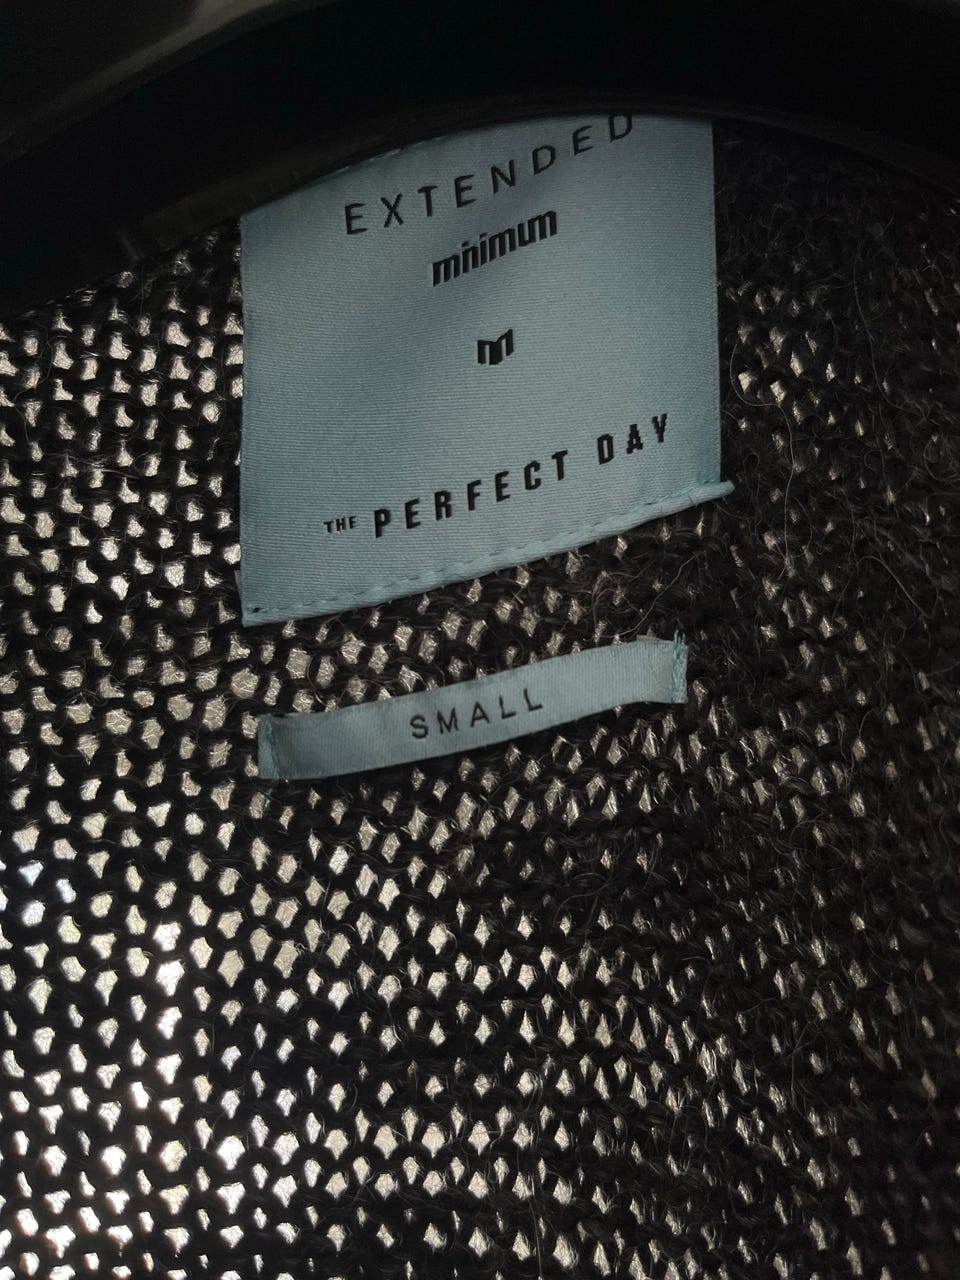 EXTENDED
minimum
THE PERFECT DAY
SMALL